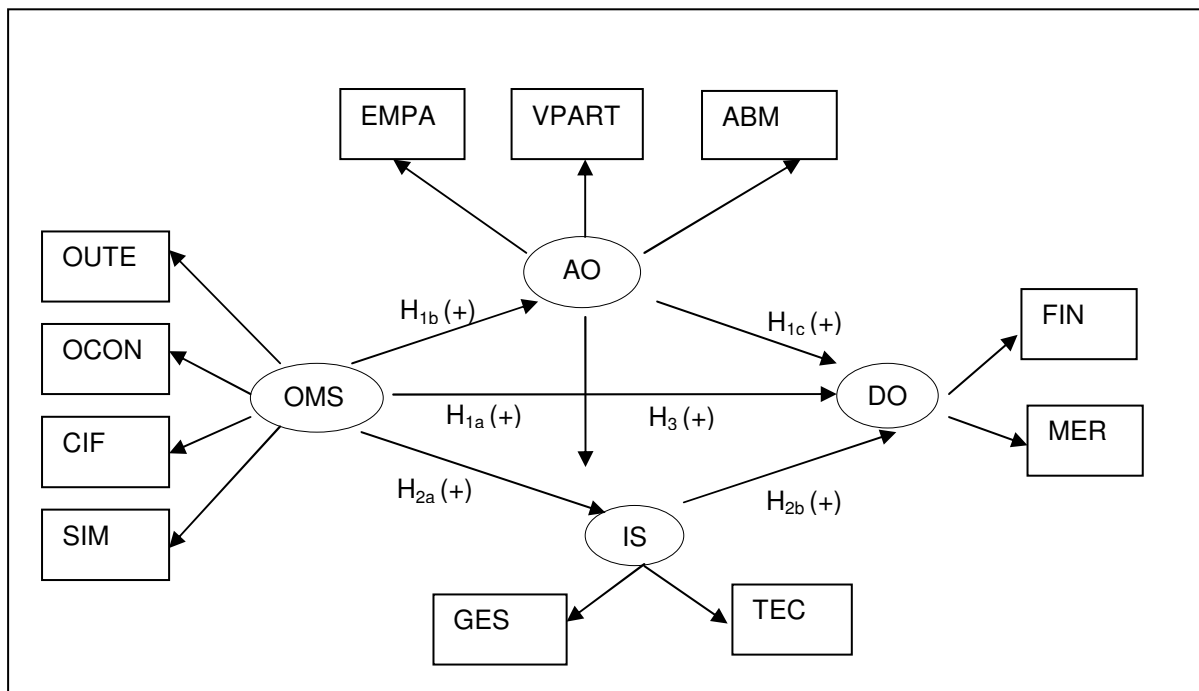 EMPA
VPART
ABM
OUTE
AO
FIN
H1b (+)
H1c (+)
OCON
OMS
DO
H1a (+)
H3 (+)
CIF
MER
H2a (+)
H2b (+)
SIM
IS
GES
TEC